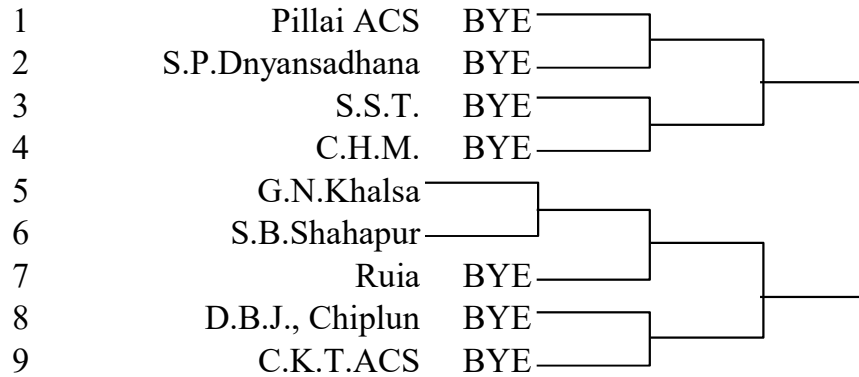 1 Pillai ACS BYE
2 S.P.Dnyansadhana BYE
3 S.S.T. BYE
4 C.H.M. BYE
5 G.N.Khalsa
6 S.B.Shahapur
7 Ruia BYE
8 D.B.J., Chiplun BYE
9 C.K.T.ACS BYE